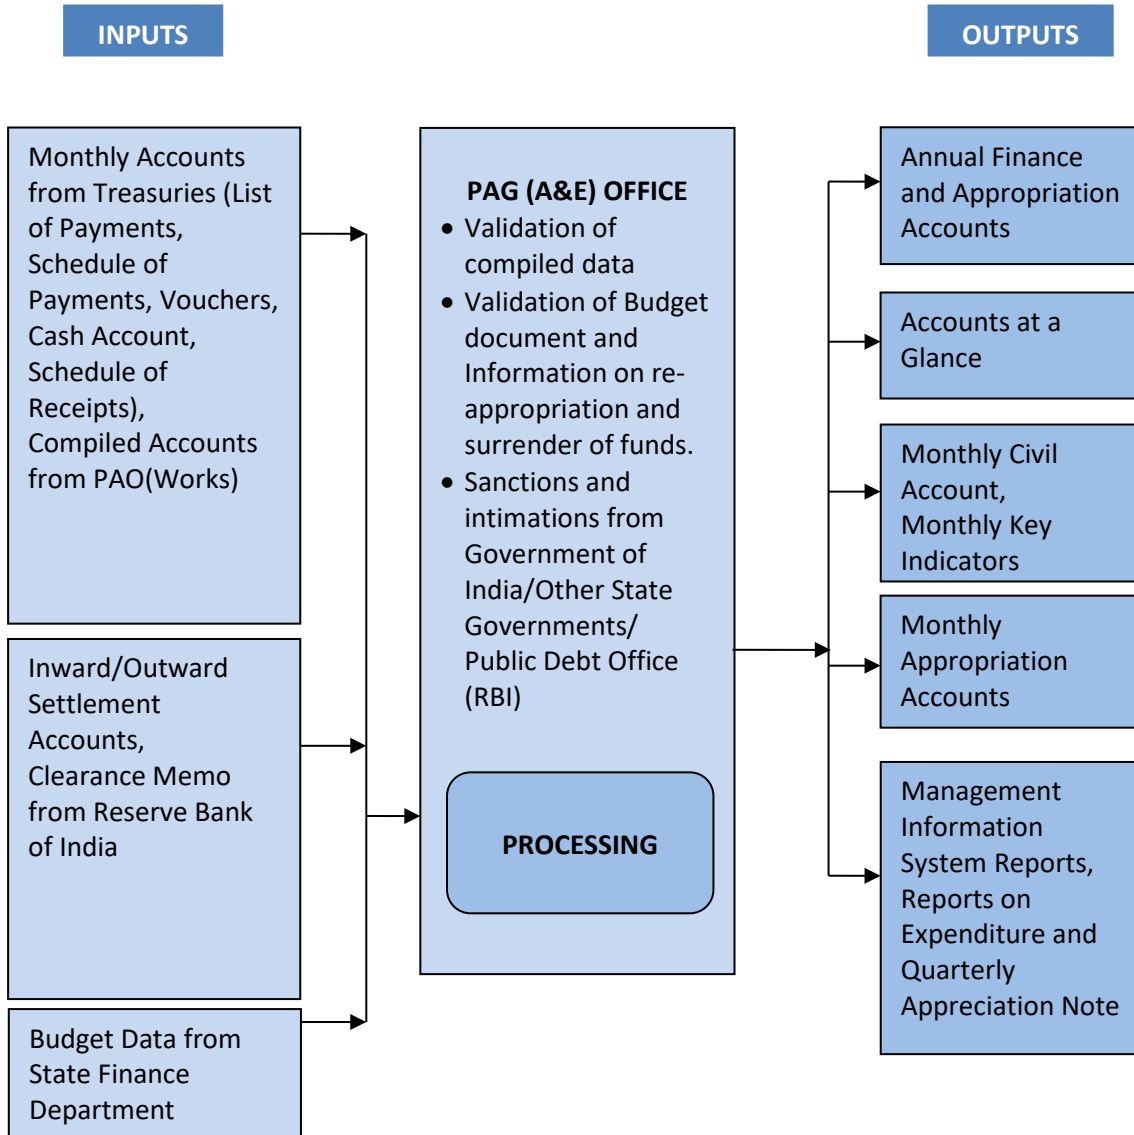 INPUTS
OUTPUTS
Monthly Accounts
from Treasuries (List
of Payments,
Schedule of
Payments, Vouchers,
Cash Account,
Schedule of
Receipts),
Compiled Accounts
from PAO(Works)
Inward/Outward
Settlement
Accounts,
Clearance Memo
from Reserve Bank
of India
Budget Data from
State Finance
Department
PAG (A&E) OFFICE
• Validation of
compiled data
• Validation of Budget
document and
Information on re-
appropriation and
surrender of funds.
• Sanctions and
intimations from
Government of
India/Other State
Governments/
Public Debt Office
(RBI)
PROCESSING
Annual Finance
and Appropriation
Accounts
Accounts at a
Glance
Monthly Civil
Account,
Monthly Key
Indicators
Monthly
Appropriation
Accounts
Management
Information
System Reports,
Reports on
Expenditure and
Quarterly
Appreciation Note